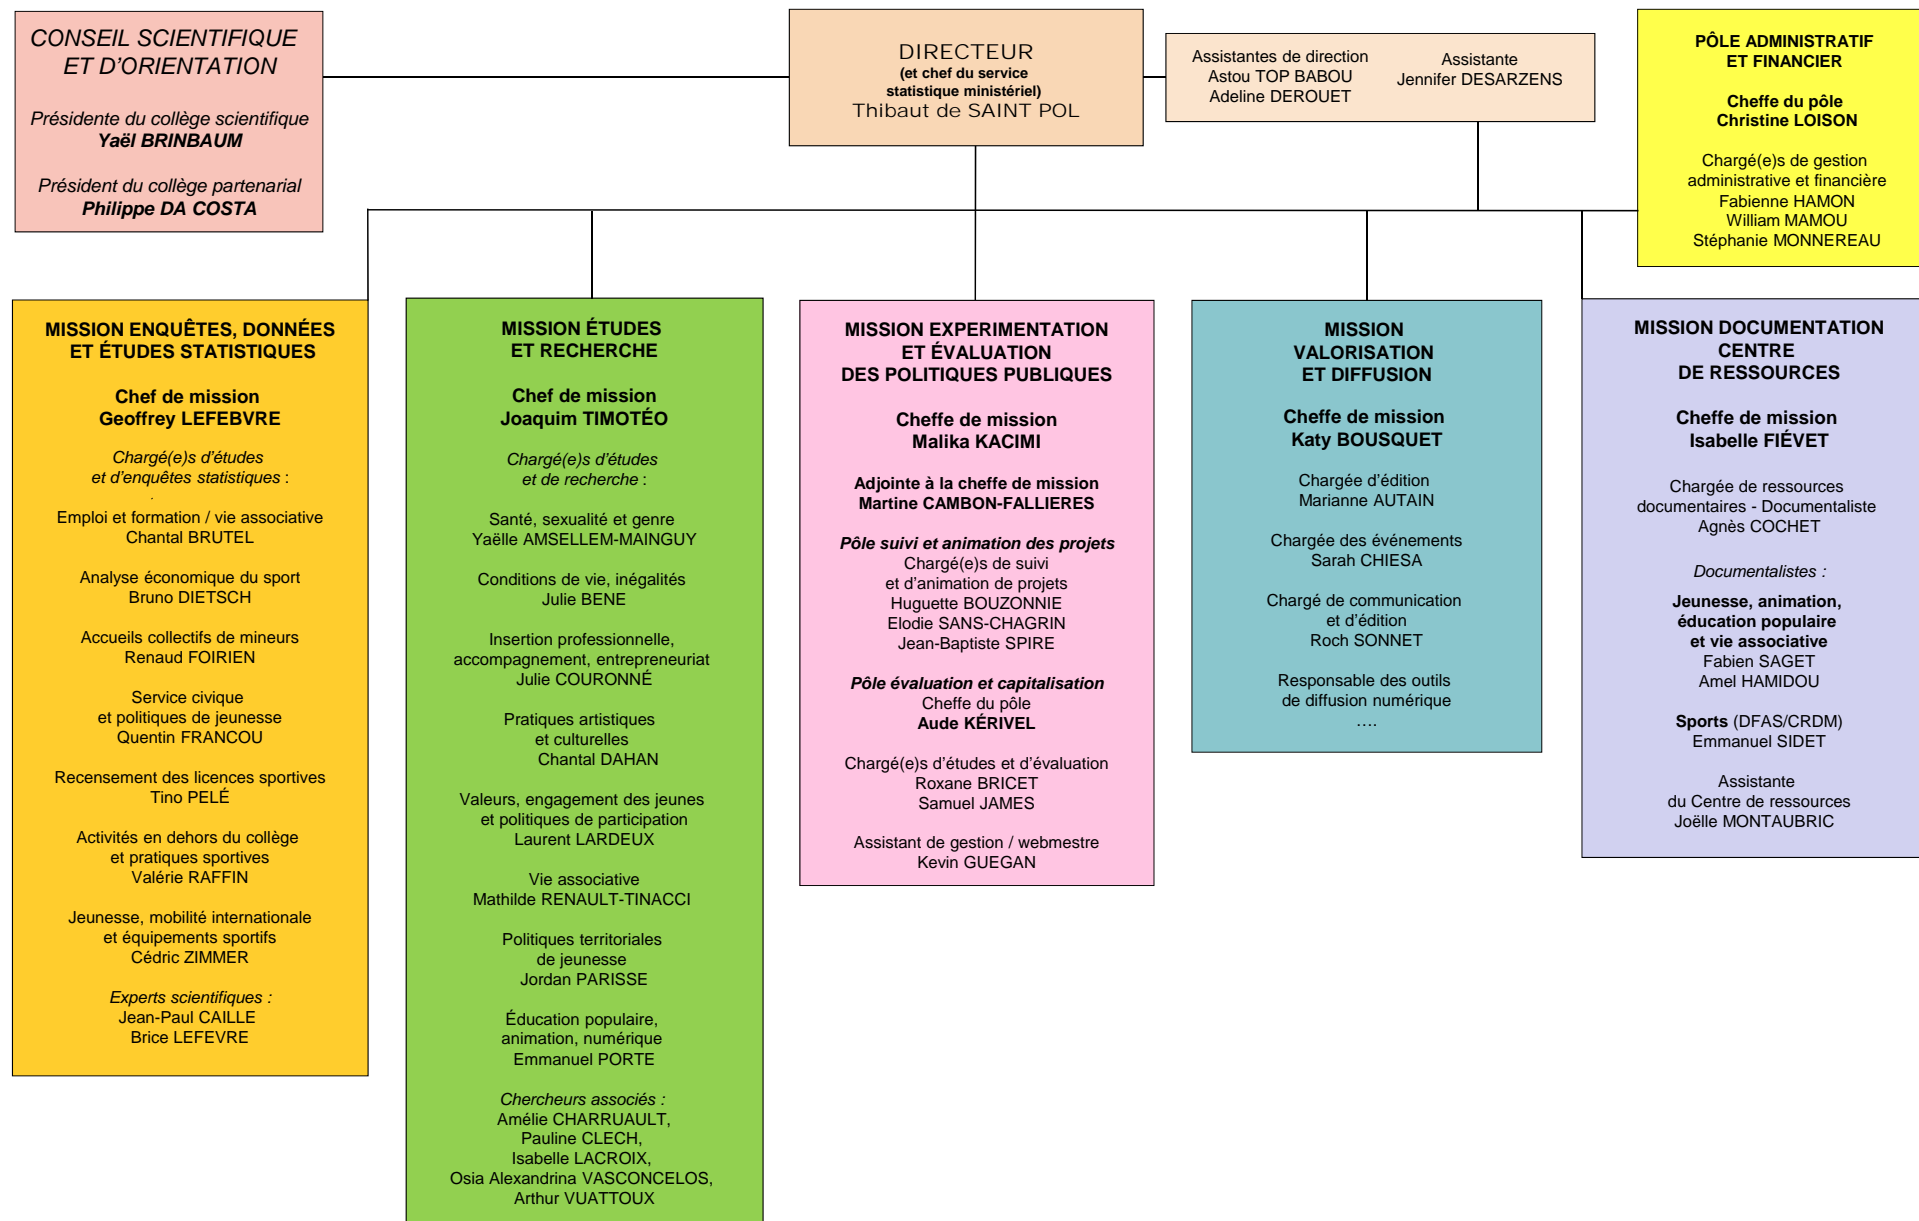 CONSEIL SCIENTIFIQUE
ET D'ORIENTATION
Présidente du collège scientifique
Yaël BRINBAUM
Président du collège partenarial
Philippe DA COSTA
DIRECTEUR
(et chef du service
statistique ministériel)
Thibaut de SAINT POL
Assistantes de direction
Astou TOP BABOU
Adeline DEROUET
Assistante
Jennifer DESARZENS
PÔLE ADMINISTRATIF
ET FINANCIER
Cheffe du pôle
Christine LOISON
Chargé(e)s de gestion
administrative et financière
Fabienne HAMON
William MAMOU
Stéphanie MONNEREAU
MISSION ENQUÊTES, DONNÉES
ET ÉTUDES STATISTIQUES
Chef de mission
Geoffrey LEFEBVRE
Chargé(e)s d'études
et d'enquêtes statistiques :
.
Emploi et formation / vie associative
Chantal BRUTEL
Analyse économique du sport
Bruno DIETSCH
Accueils collectifs de mineurs
Renaud FOIRIEN
Service civique
et politiques de jeunesse
Quentin FRANCOU
Recensement des licences sportives
Tino PELÉ
Activités en dehors du collège
et pratiques sportives
Valérie RAFFIN
Jeunesse, mobilité internationale
et équipements sportifs
Cédric ZIMMER
Experts scientifiques :
Jean-Paul CAILLE
Brice LEFEVRE
MISSION ÉTUDES
ET RECHERCHE
Chef de mission
Joaquim TIMOTÉO
Chargé(e)s d'études
et de recherche :
Santé, sexualité et genre
Yaëlle AMSELLEM-MAINGUY
Conditions de vie, inégalités
Julie BENE
Insertion professionnelle,
accompagnement, entrepreneuriat
Julie COURONNÉ
Pratiques artistiques
et culturelles
Chantal DAHAN
Valeurs, engagement des jeunes
et politiques de participation
Laurent LARDEUX
Vie associative
Mathilde RENAULT-TINACCI
Politiques territoriales
de jeunesse
Jordan PARISSE
Éducation populaire,
animation, numérique
Emmanuel PORTE
Chercheurs associés :
Amélie CHARRUAULT,
Pauline CLECH,
Isabelle LACROIX,
Osia Alexandrina VASCONCELOS,
Arthur VUATTOUX
MISSION EXPERIMENTATION
ET ÉVALUATION
DES POLITIQUES PUBLIQUES
Cheffe de mission
Malika KACIMI
Adjointe à la cheffe de mission
Martine CAMBON-FALLIERES
Pôle suivi et animation des projets
Chargé(e)s de suivi
et d'animation de projets
Huguette BOUZONNIE
Elodie SANS-CHAGRIN
Jean-Baptiste SPIRE
Pôle évaluation et capitalisation
Cheffe du pôle
Aude KÉRIVEL
Chargé(e)s d'études et d'évaluation
Roxane BRICET
Samuel JAMES
Assistant de gestion / webmestre
Kevin GUEGAN
MISSION
VALORISATION
ET DIFFUSION
Cheffe de mission
Katy BOUSQUET
Chargée d'édition
Marianne AUTAIN
Chargée des événements
Sarah CHIESA
Chargé de communication
et d'édition
Roch SONNET
Responsable des outils
de diffusion numérique
….
MISSION DOCUMENTATION
CENTRE
DE RESSOURCES
Cheffe de mission
Isabelle FIÉVET
Chargée de ressources
documentaires - Documentaliste
Agnès COCHET
Documentalistes :
Jeunesse, animation,
éducation populaire
et vie associative
Fabien SAGET
Amel HAMIDOU
Sports (DFAS/CRDM)
Emmanuel SIDET
Assistante
du Centre de ressources
Joëlle MONTAUBRIC